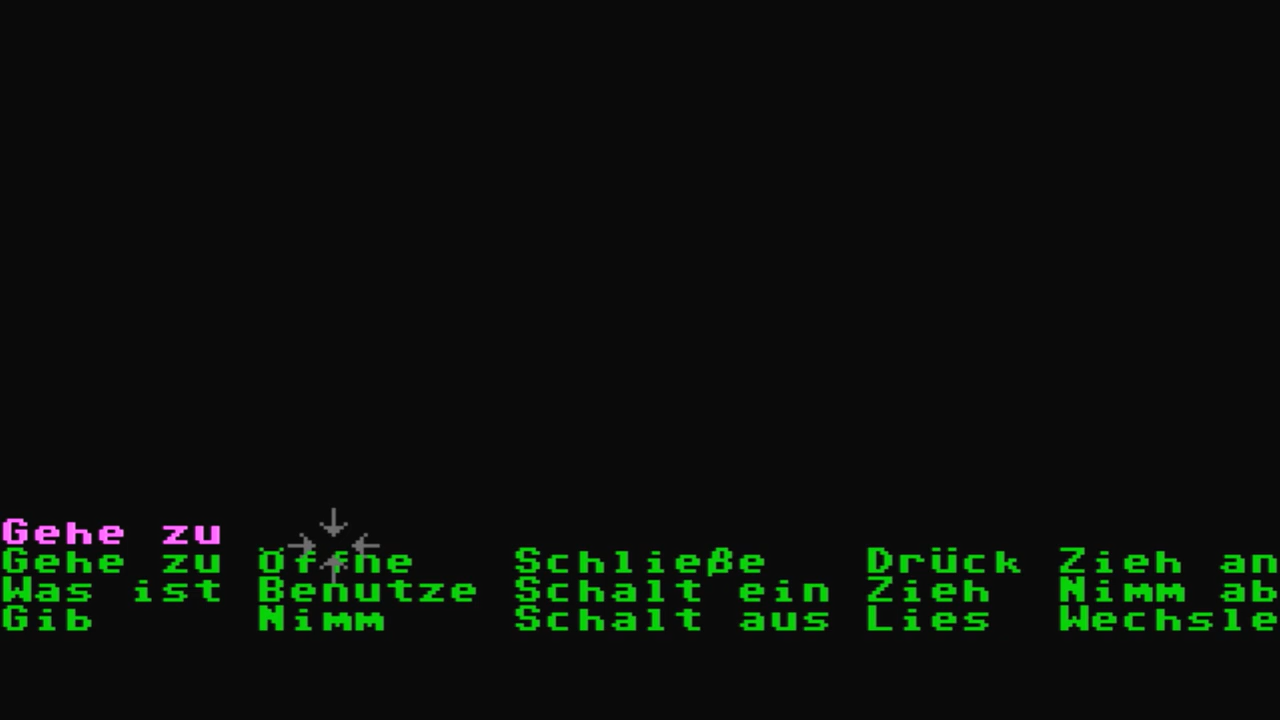 Gehe zu
Gehe zu Öffne Schließe Drück Zieh an
Was ist Benutze Schalt ein Zieh Nimm ab
Gib Nimm Schalt aus Lies Wechsle